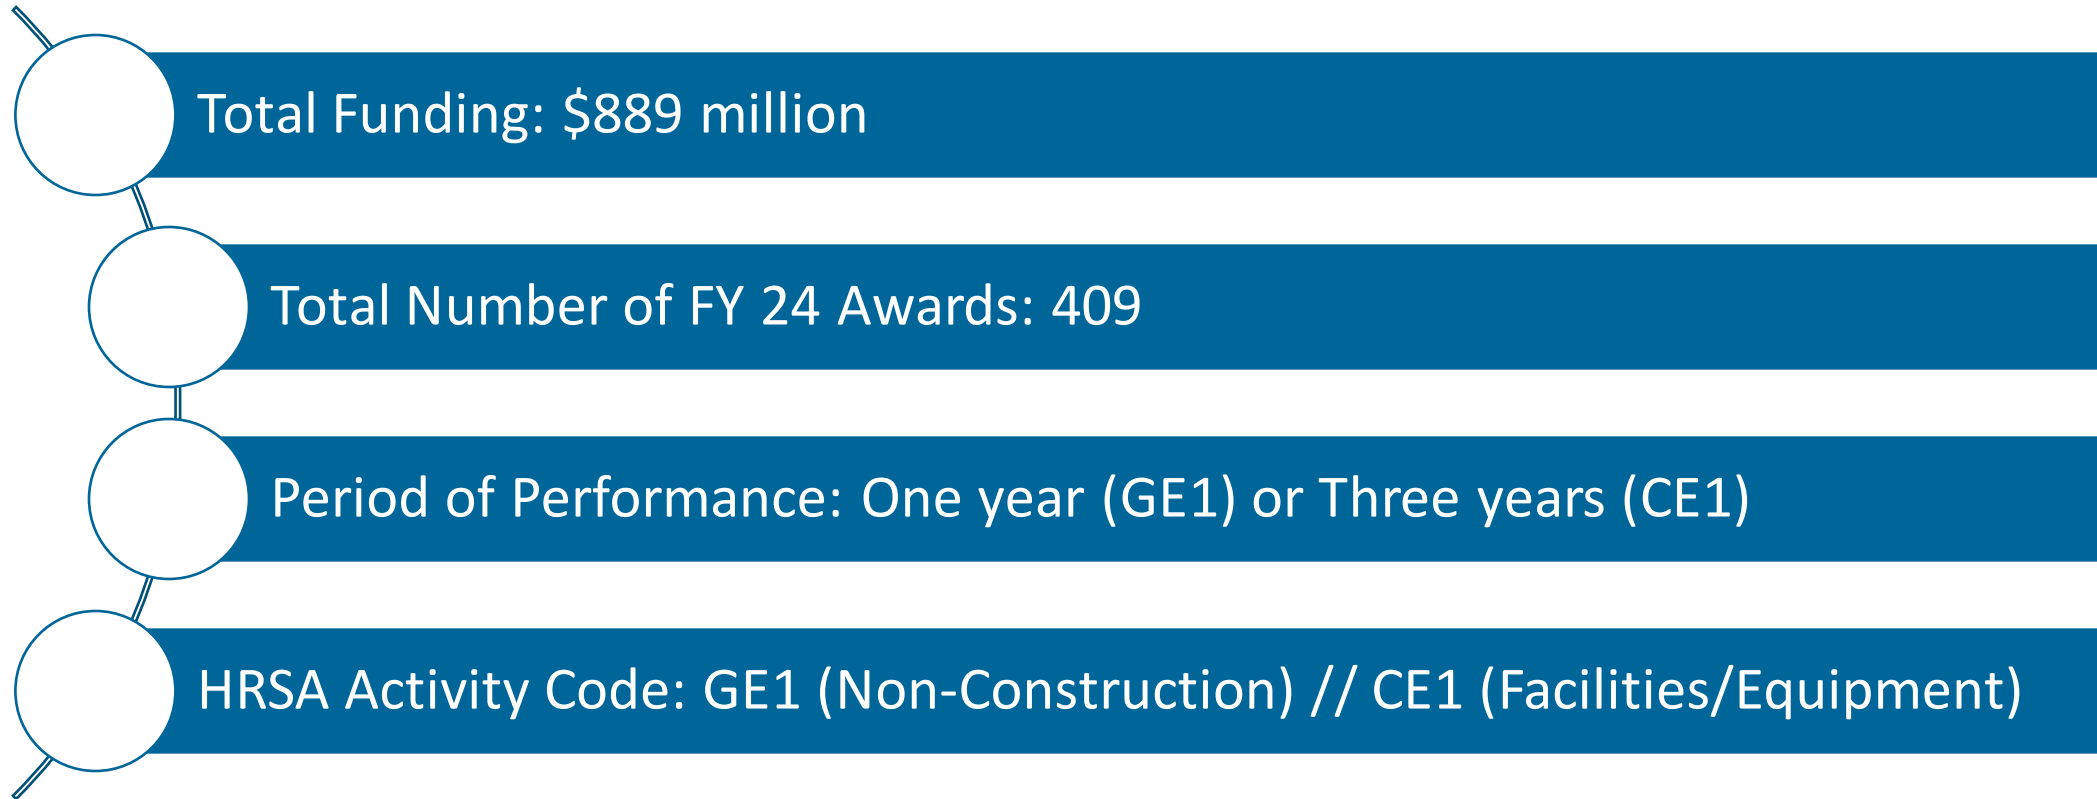 Total Funding: $889 million
Total Number of FY 24 Awards: 409
Period of Performance: One year (GE1) or Three years (CE1)
HRSA Activity Code: GE1 (Non-Construction) // CE1 (Facilities/Equipment)